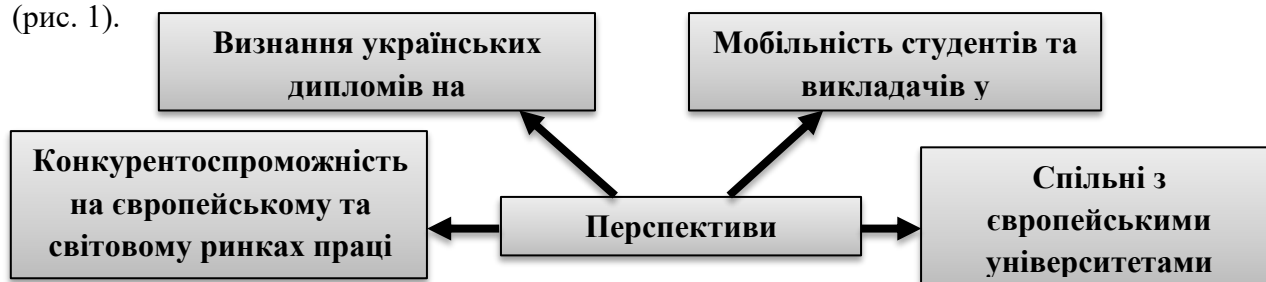 (рис. 1).
Визнання українських
дипломів на
Мобільність студентів та
викладачів у
Конкурентоспроможність
на європейському та
світовому ринках праці
Перспективи
Спільні з
європейськими
університетами